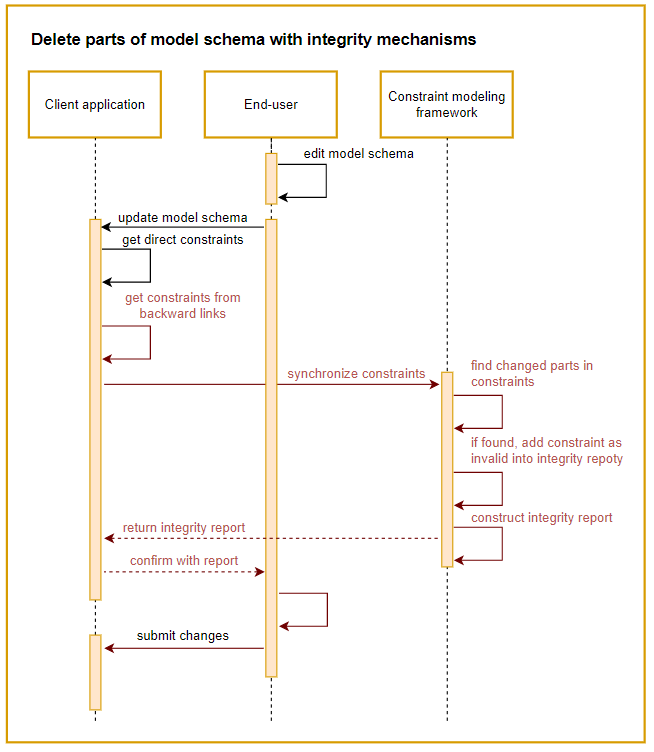 Delete parts of model schema with integrity mechanisms
Client application
End-user
Constraint modeling
framework
edit model schema
update model schema
get direct constraints
get constraints from
backward links
synchronize constraints
find changed parts in
constraints
if found, add constraint as
invalid into integrity repoty
construct integrity report
return integrity report
confirm with report
submit changes